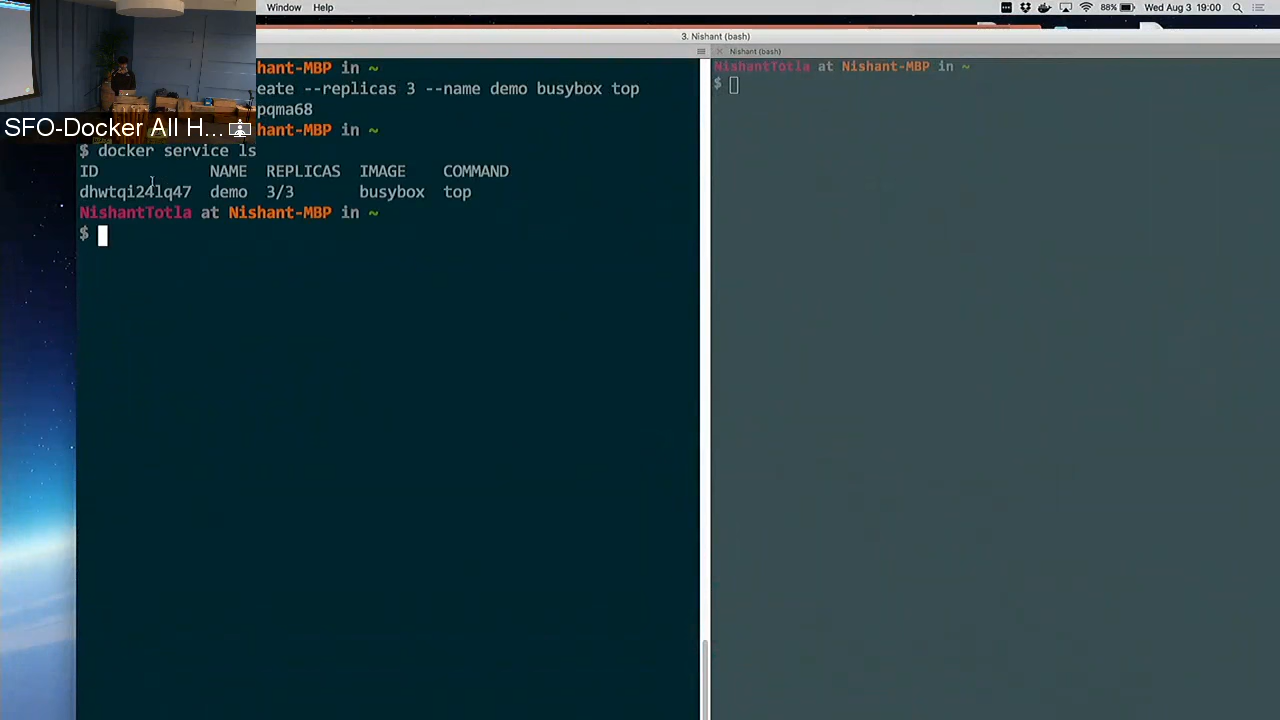 Window Help
88% Wed Aug 3 19:00
3. Nishant (bash)
Nishant (bash)
SFO-Docker All H...
hant-MBP in ~
eate --replicas 3 --name demo busybox top
pqma68
hant-MBP in ~
$ docker service ls
ID NAME REPLICAS IMAGE COMMAND
dhwtqi24lq47 demo 3/3 busybox top
NishantTotla at Nishant-MBP in ~
$
NishantTotla at Nishant-MBP in ~
$